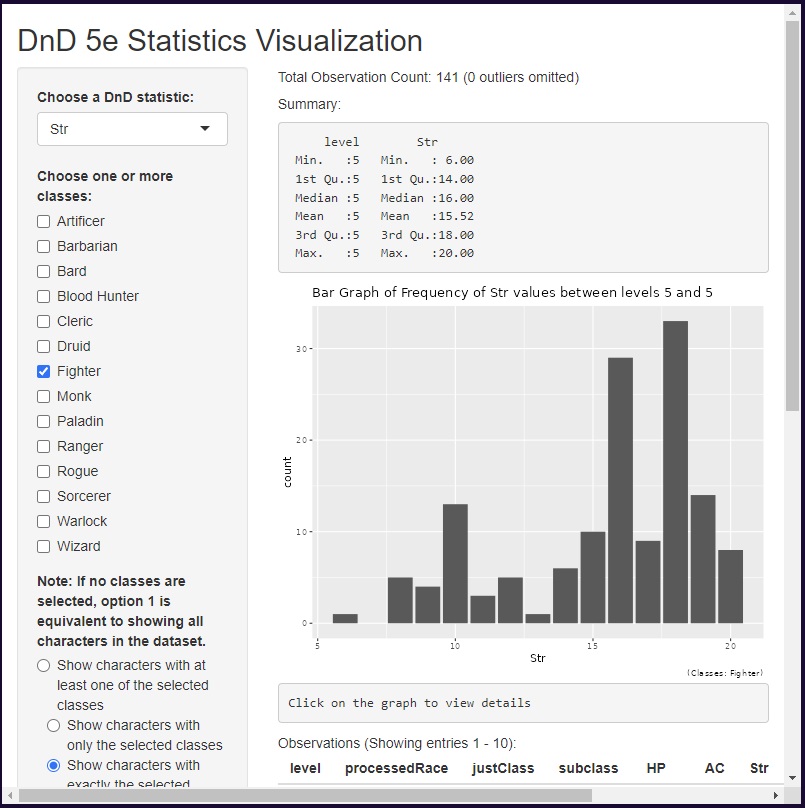 DnD 5e Statistics Visualization
Choose a DnD statistic:
Str
Choose one or more
classes:
Artificer
Barbarian
Bard
Blood Hunter
Cleric
Druid
Fighter
Monk
Paladin
Ranger
Rogue
Sorcerer
Warlock
Wizard
Note: If no classes are
selected, option 1 is
equivalent to showing all
characters in the dataset.
Show characters with at
least one of the selected
classes
Show characters with
only the selected classes
Show characters with
exactly the selected
Total Observation Count: 141 (0 outliers omitted)
Summary:
level Str
Min. :5 Min. : 6.00
1st Qu.:5 1st Qu.:14.00
Median :5 Median :16.00
Mean :5 Mean :15.52
3rd Qu.:5 3rd Qu.:18.00
Max. :5 Max. :20.00
Bar Graph of Frequency of Str values between levels 5 and 5
30
20
10
0
count
5 10 15 20
Str
(Classes: Fighter)
Click on the graph to view details
Observations (Showing entries 1 - 10):
level processedRace justClass subclass HP AC Str